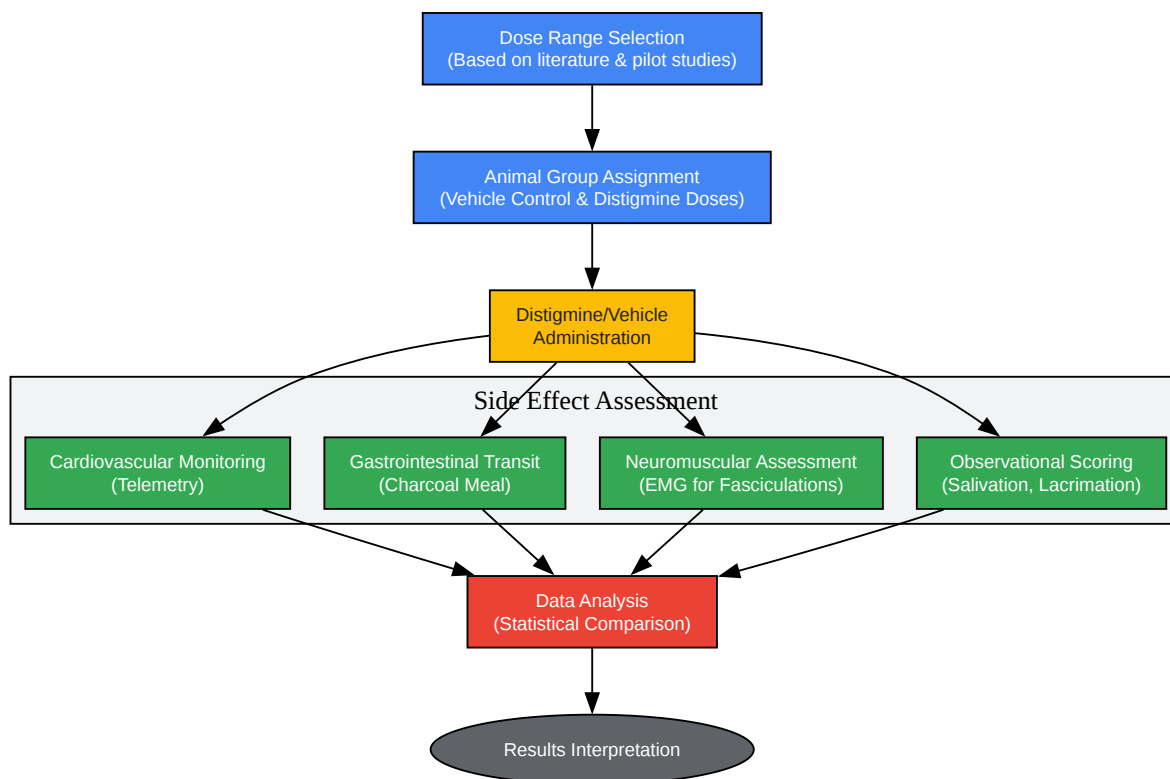 Dose Range Selection
(Based on literature & pilot studies)
Animal Group Assignment
(Vehicle Control & Distigmine Doses)
Distigmine/Vehicle
Administration
Side Effect Assessment
Cardiovascular Monitoring
(Telemetry)
Gastrointestinal Transit
(Charcoal Meal)
Neuromuscular Assessment
(EMG for Fasciculations)
Observational Scoring
(Salivation, Lacrimation)
Data Analysis
(Statistical Comparison)
Results Interpretation